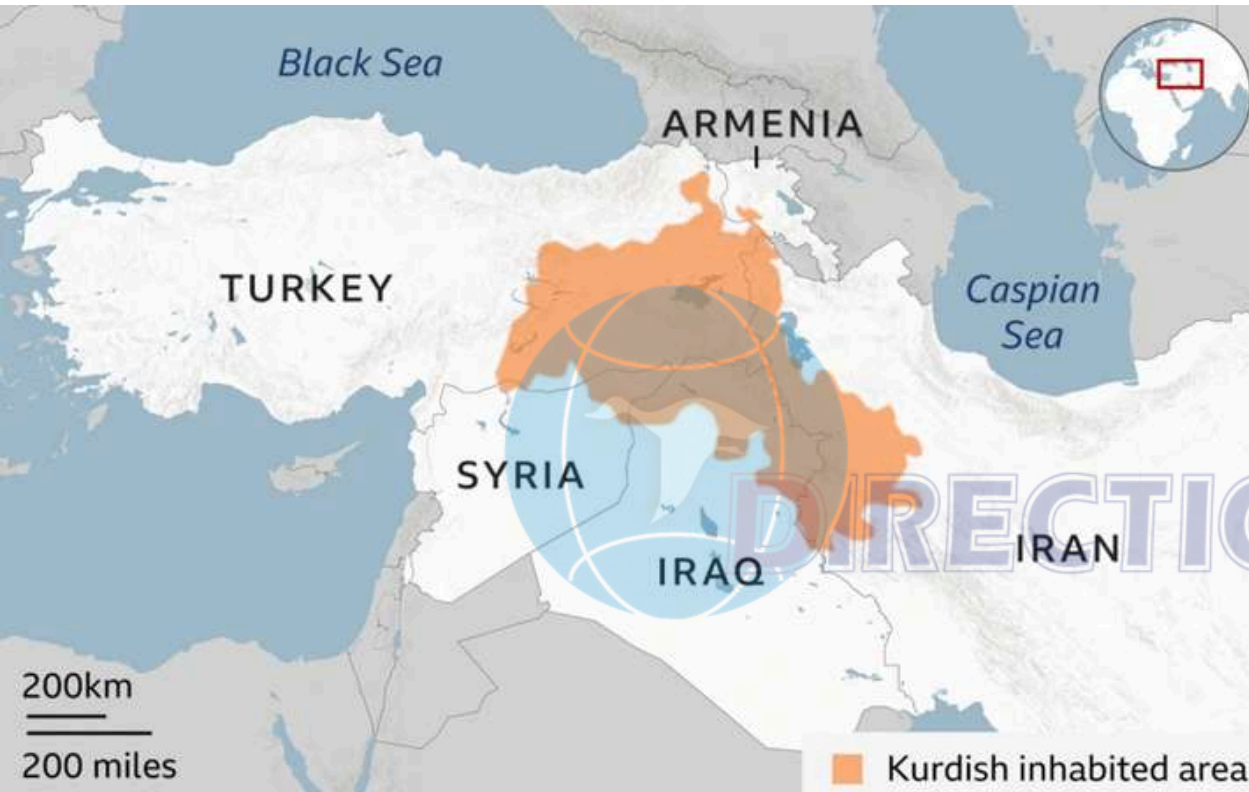 Black Sea
ARMENIA
TURKEY
Caspian
Sea
SYRIA
IRAQ
IRAN
DIRECTIO
200km
200 miles
Kurdish inhabited area